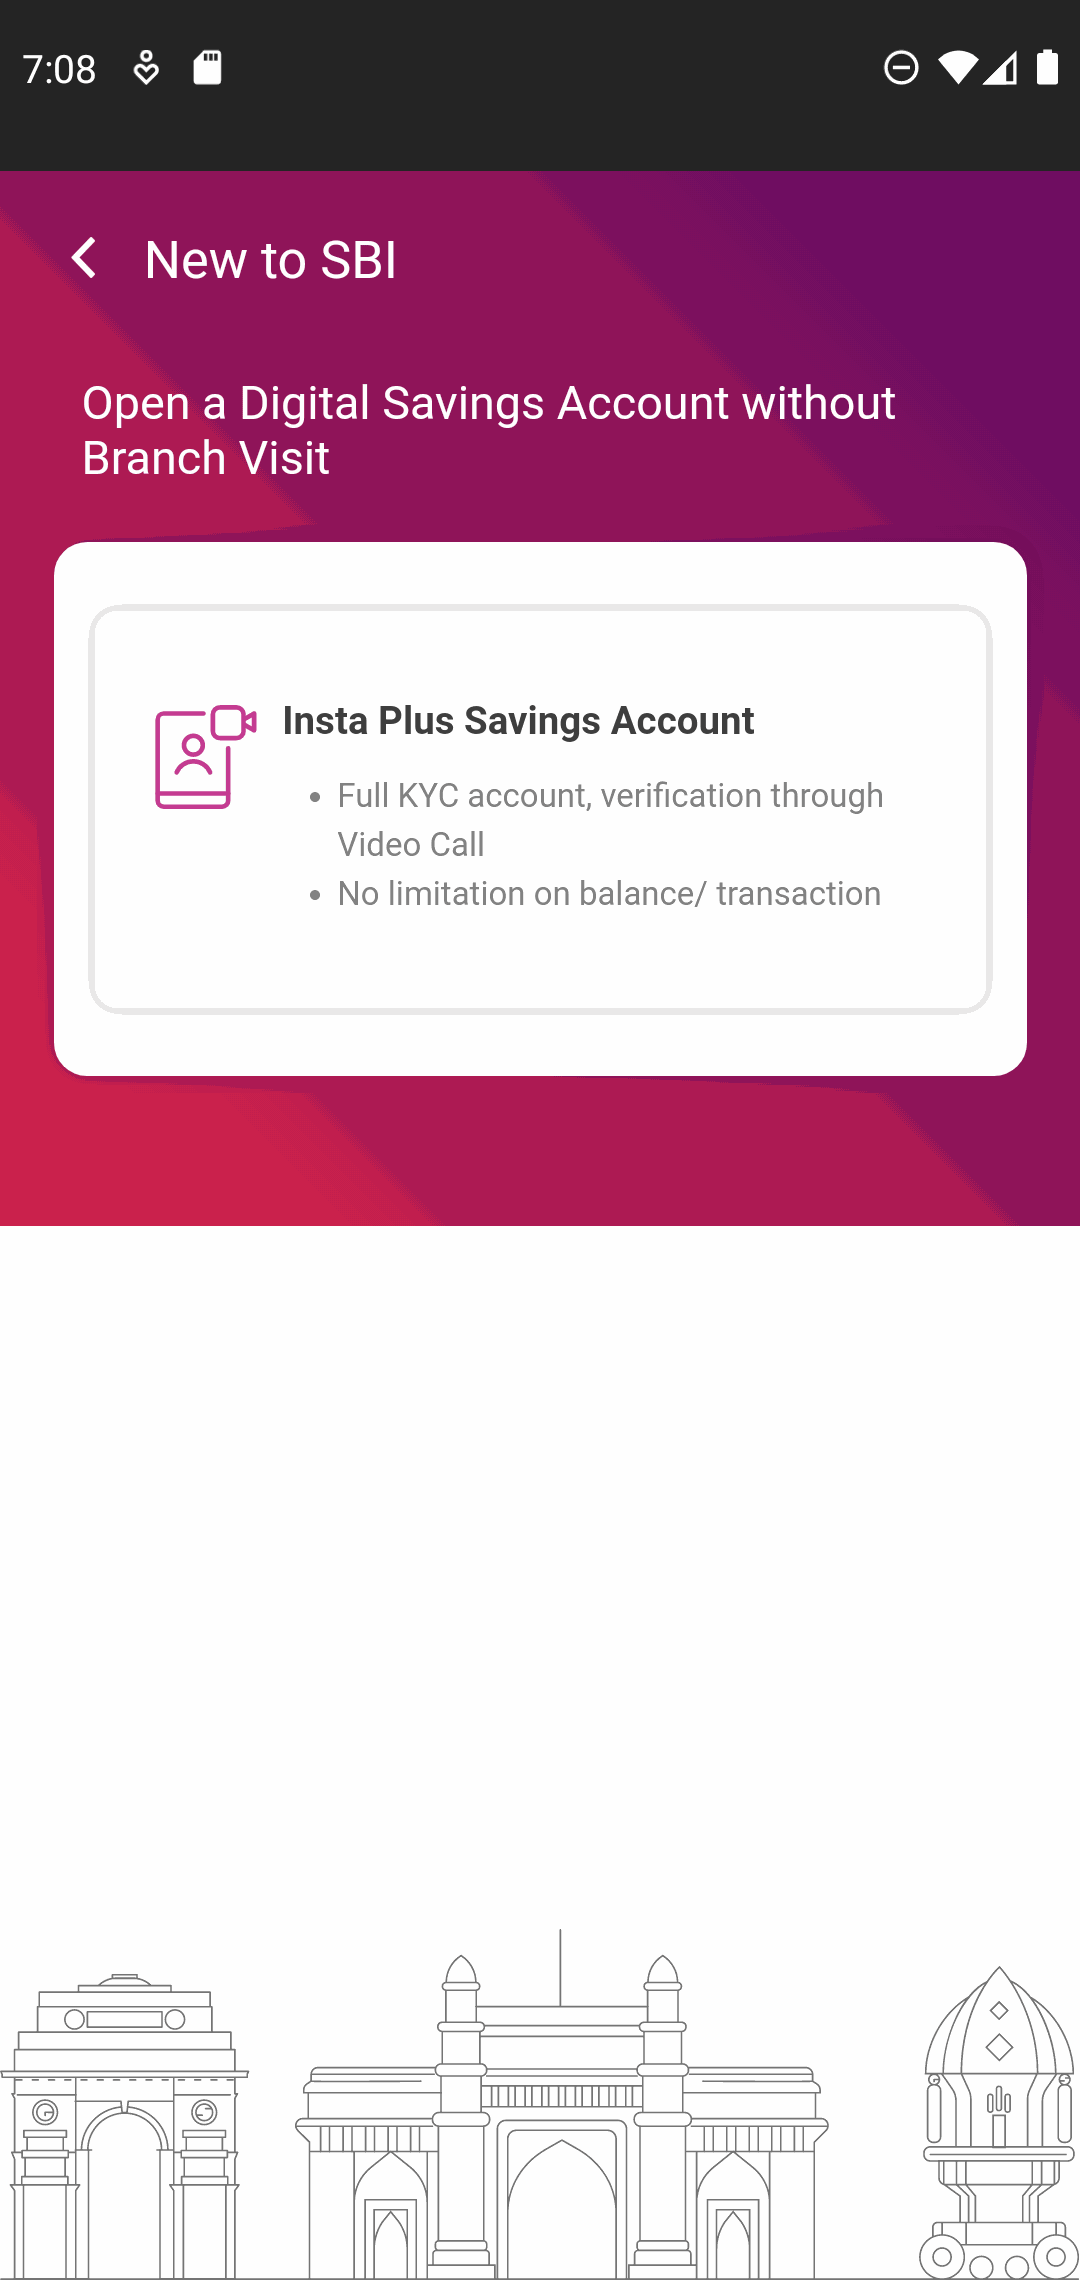 7:08
New to SBI
Open a Digital Savings Account without
Branch Visit
Insta Plus Savings Account
• Full KYC account, verification through
Video Call
• No limitation on balance/ transaction